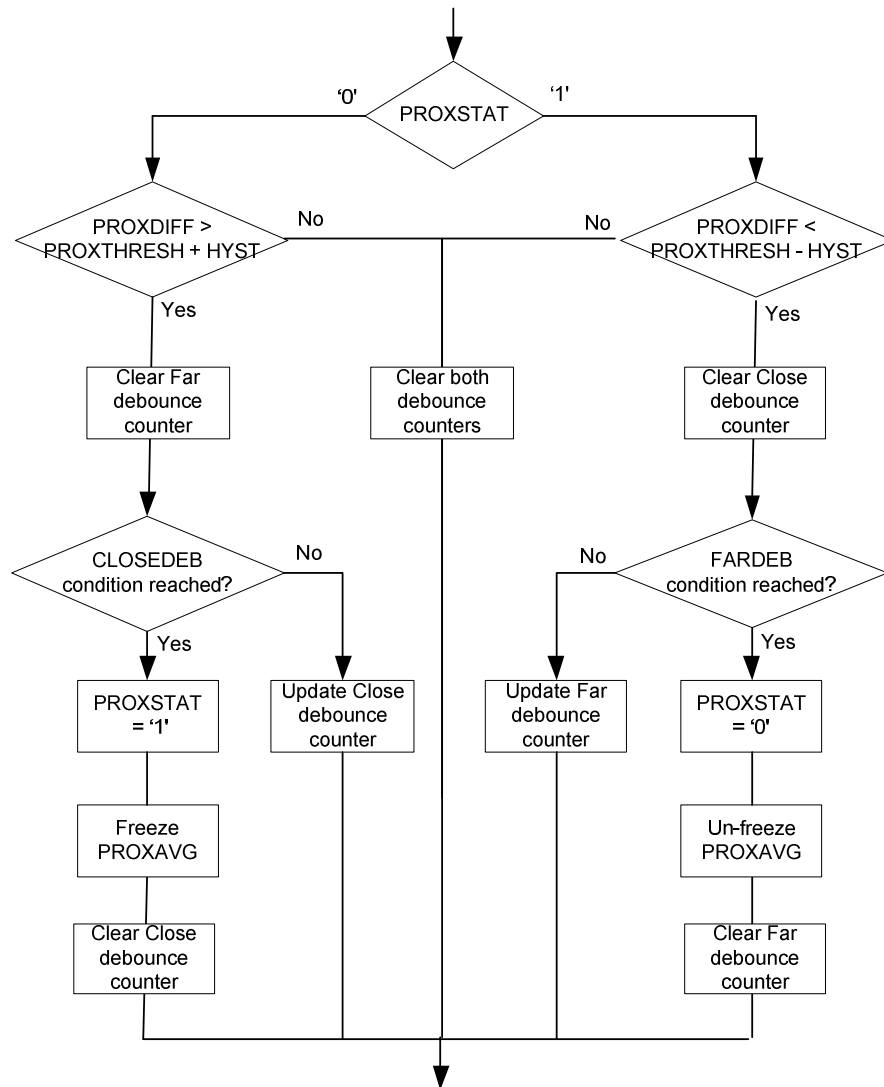 ‘0’
PROXSTAT
‘1’
PROXDIFF >
PROXTHRESH + HYST
No
No
PROXDIFF <
PROXTHRESH - HYST
Yes
Yes
Clear Far
debounce
counter
Clear both
debounce
counters
Clear Close
debounce
counter
CLOSEDEB
condition reached?
No
No
FARDEB
condition reached?
Yes
Yes
PROXSTAT
= ‘1’
Update Close
debounce
counter
Update Far
debounce
counter
PROXSTAT
= ‘0’
Freeze
PROXAVG
Un-freeze
PROXAVG
Clear Close
debounce
counter
Clear Far
debounce
counter